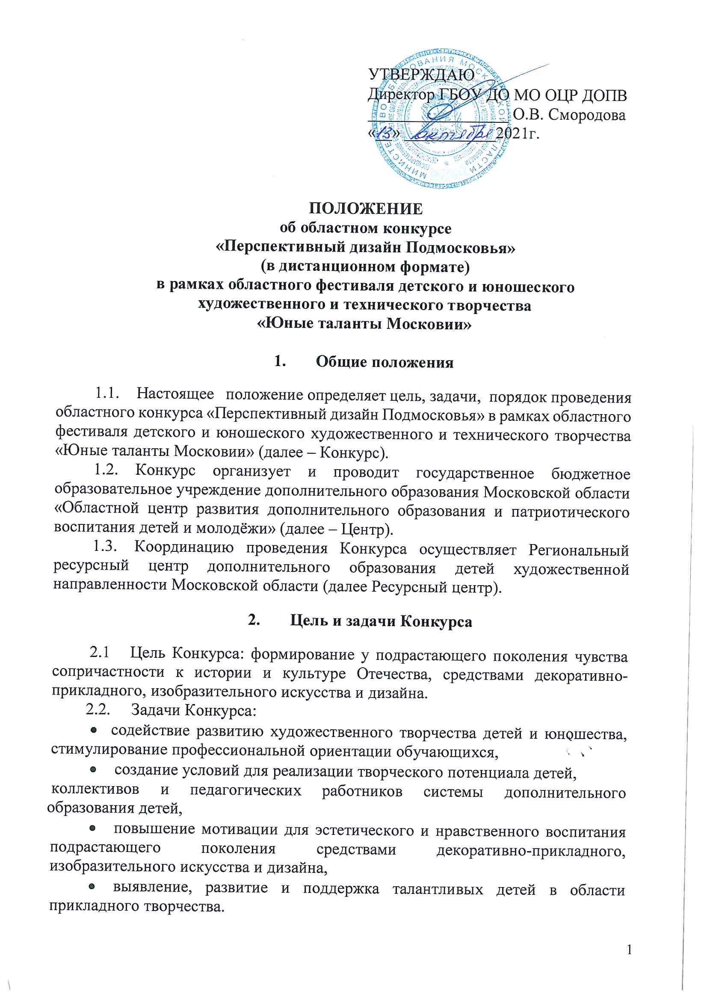 УТВЕРЖДАЮ
Директор ГБОУ ДО МО ОЦР ДОПВ
О.В. Смородова
«13» октября 2021г.
МИНИСТЕРСТВО ОБРАЗОВАНИЯ МОСКОВСКОЙ ОБЛАСТИ
ПОЛОЖЕНИЕ
об областном конкурсе
«Перспективный дизайн Подмосковья»
(в дистанционном формате)
в рамках областного фестиваля детского и юношеского
художественного и технического творчества
«Юные таланты Московии»
1. Общие положения
1.1. Настоящее положение определяет цель, задачи, порядок проведения
областного конкурса «Перспективный дизайн Подмосковья» в рамках областного
фестиваля детского и юношеского художественного и технического творчества
«Юные таланты Московии» (далее – Конкурс).
1.2. Конкурс организует и проводит государственное бюджетное
образовательное учреждение дополнительного образования Московской области
«Областной центр развития дополнительного образования и патриотического
воспитания детей и молодёжи» (далее – Центр).
1.3. Координацию проведения Конкурса осуществляет Региональный
ресурсный центр дополнительного образования детей художественной
направленности Московской области (далее Ресурсный центр).
2. Цель и задачи Конкурса
2.1 Цель Конкурса: формирование у подрастающего поколения чувства
сопричастности к истории и культуре Отечества, средствами декоративно-
прикладного, изобразительного искусства и дизайна.
2.2. Задачи Конкурса:
• содействие развитию художественного творчества детей и юношества,
стимулирование профессиональной ориентации обучающихся,
• создание условий для реализации творческого потенциала детей,
коллективов и педагогических работников системы дополнительного
образования детей,
• повышение мотивации для эстетического и нравственного воспитания
подрастающего поколения средствами декоративно-прикладного,
изобразительного искусства и дизайна,
• выявление, развитие и поддержка талантливых детей в области
прикладного творчества.
1